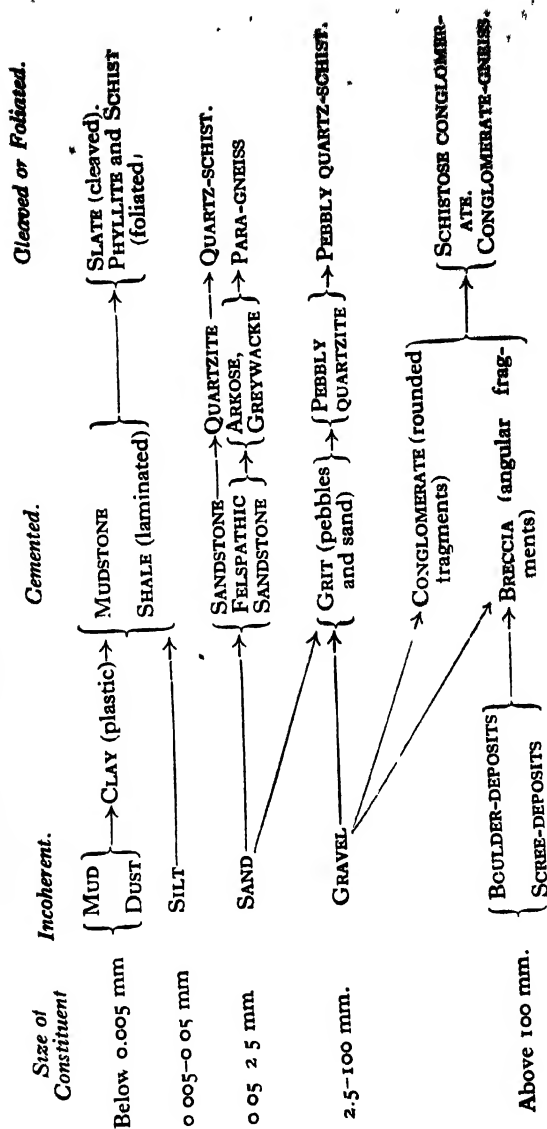 Size of Constituent
Incoherent.
Cemented.
Cleaved or Foliated.
Below 0.005 mm
MUD
DUST
CLAY (plastic)
MUDSTONE
SHALE (laminated)
SLATE (cleaved).
PHYLLITE and SCHIST
(foliated)
0 005–0 05 mm
SILT
0 05 2 5 mm
SAND
SANDSTONE
QUARTZITE
QUARTZ-SCHIST.
FELSPATHIC
SANDSTONE
ARKOSE,
GREYWACKE
PARA-GNEISS
2.5–100 mm.
GRAVEL
GRIT (pebbles
and sand)
PEBBLY
QUARTZITE
PEBBLY QUARTZ-SCHIST.
CONGLOMERATE (rounded
fragments)
Above 100 mm.
BOULDER-DEPOSITS
SCREE-DEPOSITS
BRECCIA (angular frag-
ments)
SCHISTOSE CONGLOMER-
ATE.
CONGLOMERATE-GNEISS.